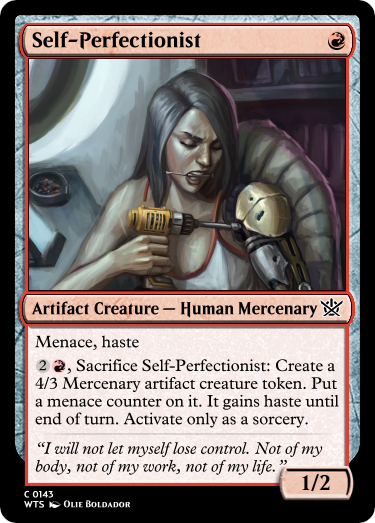 Self-Perfectionist
Artifact Creature — Human Mercenary
Menace, haste
2, Sacrifice Self-Perfectionist: Create a
4/3 Mercenary artifact creature token. Put
a menace counter on it. It gains haste until
end of turn. Activate only as a sorcery.
“I will not let myself lose control. Not of my
body, not of my work, not of my life.”
1/2
C 0143
WTS Olie Boldador